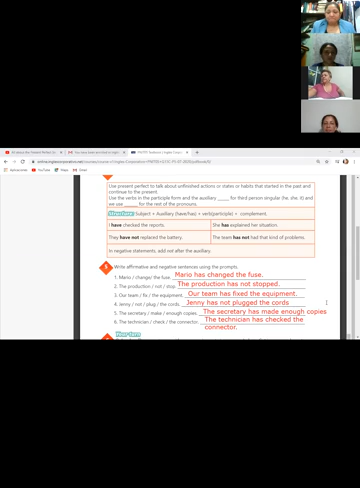 online.inglescorporativo.net
Use present perfect to talk about unfinished actions or states or habits that started in the past and
continue to the present.
Use the verbs in the participle form and the auxiliary _____ for third person singular (he, she, it) and
we use ______ for the rest of the pronouns.
Structure: Subject + Auxiliary (have/has) + verb(participle) + complement.
I have checked the reports.
She has explained her situation.
They have not replaced the battery.
The team has not had that kind of problems.
In negative statements, add not after the auxiliary.
5 Write affirmative and negative sentences using the prompts.
1. Mario / change/ the fuse. Mario has changed the fuse.
2. The production / not / stop. The production has not stopped.
3. Our team / fix / the equipment. Our team has fixed the equipment.
4. Jenny / not / plug / the cords. Jenny has not plugged the cords
5. The secretary / make / enough copies. The secretary has made enough copies
6. The technician / check / the connector. The technician has checked the
connector.
Your turn